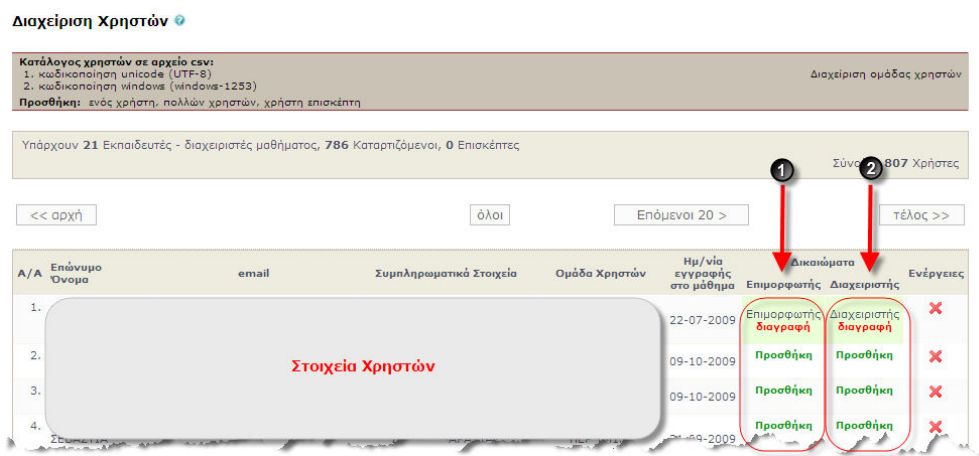 Διαχείριση Χρηστών
Κατάλογος χρηστών σε αρχείο csv:
1. κωδικοποίηση unicode (UTF-8)
2. κωδικοποίηση windows (windows-1253)
Διαχείριση ομάδας χρηστών
Προσθήκη: ενός χρήστη, πολλών χρηστών, χρήστη επισκέπτη
Υπάρχουν 21 Εκπαιδευτές - διαχειριστές μαθήματος, 786 Καταρτιζόμενοι, 0 Επισκέπτες
807 Χρήστες
1 2
<< αρχή όλοι Επόμενοι 20 > τέλος >>
Α/Α Επώνυμο Όνομα email Συμπληρωματικά Στοιχεία Ομάδα Χρηστών Ημ/νία εγγραφής στο μάθημα Δικαιώματα Επιμορφωτής Διαχειριστής Ενέργειες
1. 22-07-2009 Επιμορφωτής διαγραφή Διαχειριστής διαγραφή
2. 09-10-2009 Προσθήκη Προσθήκη
Στοιχεία Χρηστών
3. 09-10-2009 Προσθήκη Προσθήκη
4. Προσθήκη Προσθήκη